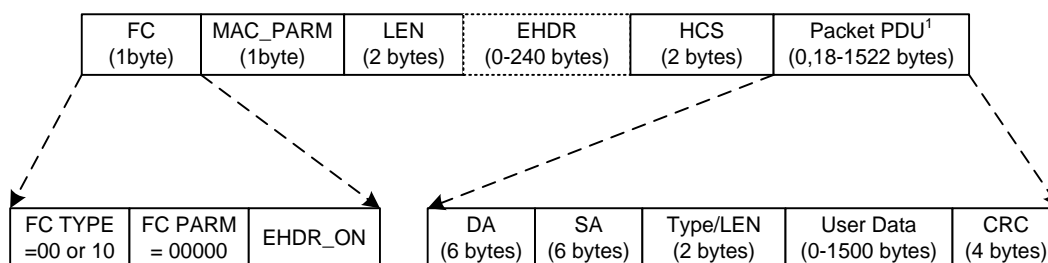 FC
(1byte)
MAC_PARM
(1byte)
LEN
(2 bytes)
EHDR
(0-240 bytes)
HCS
(2 bytes)
Packet PDU¹
(0,18-1522 bytes)
FC TYPE
=00 or 10
FC PARM
= 00000
EHDR_ON
DA
(6 bytes)
SA
(6 bytes)
Type/LEN
(2 bytes)
User Data
(0-1500 bytes)
CRC
(4 bytes)